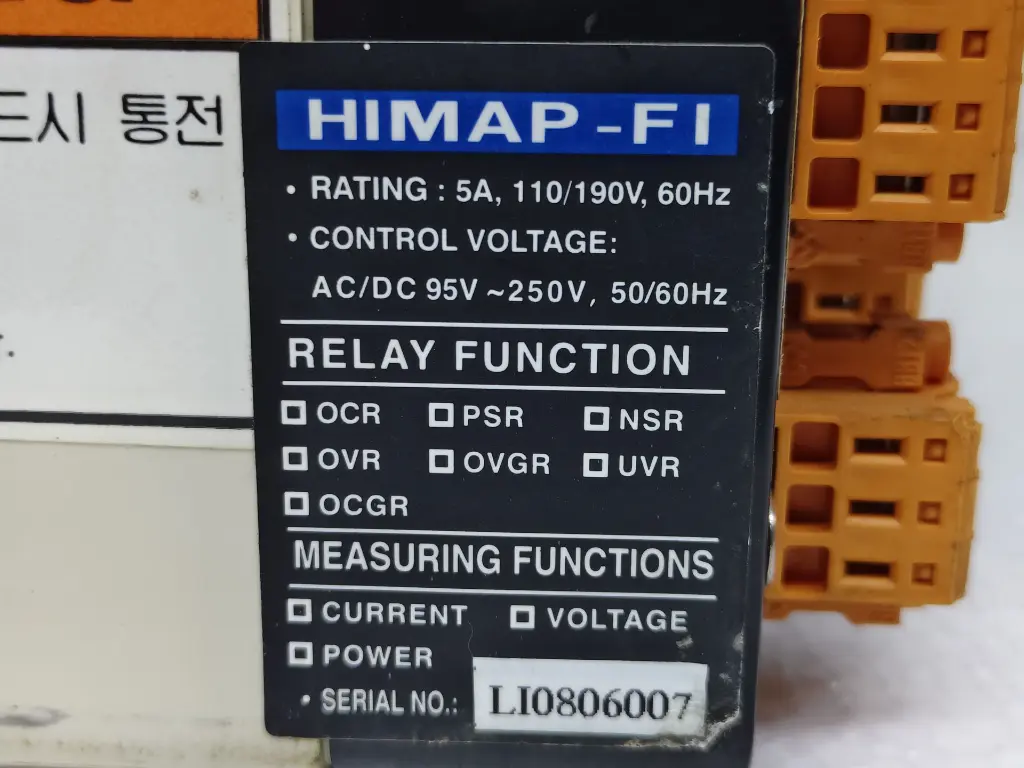 드시 통전
HIMAP-FI
• RATING : 5A, 110/190V, 60Hz
• CONTROL VOLTAGE:
AC/DC 95V ~250V, 50/60Hz
RELAY FUNCTION
□ OCR □ PSR □ NSR
□ OVR □ OVGR □ UVR
□ OCGR
MEASURING FUNCTIONS
□ CURRENT □ VOLTAGE
□ POWER
• SERIAL NO.: LI0806007